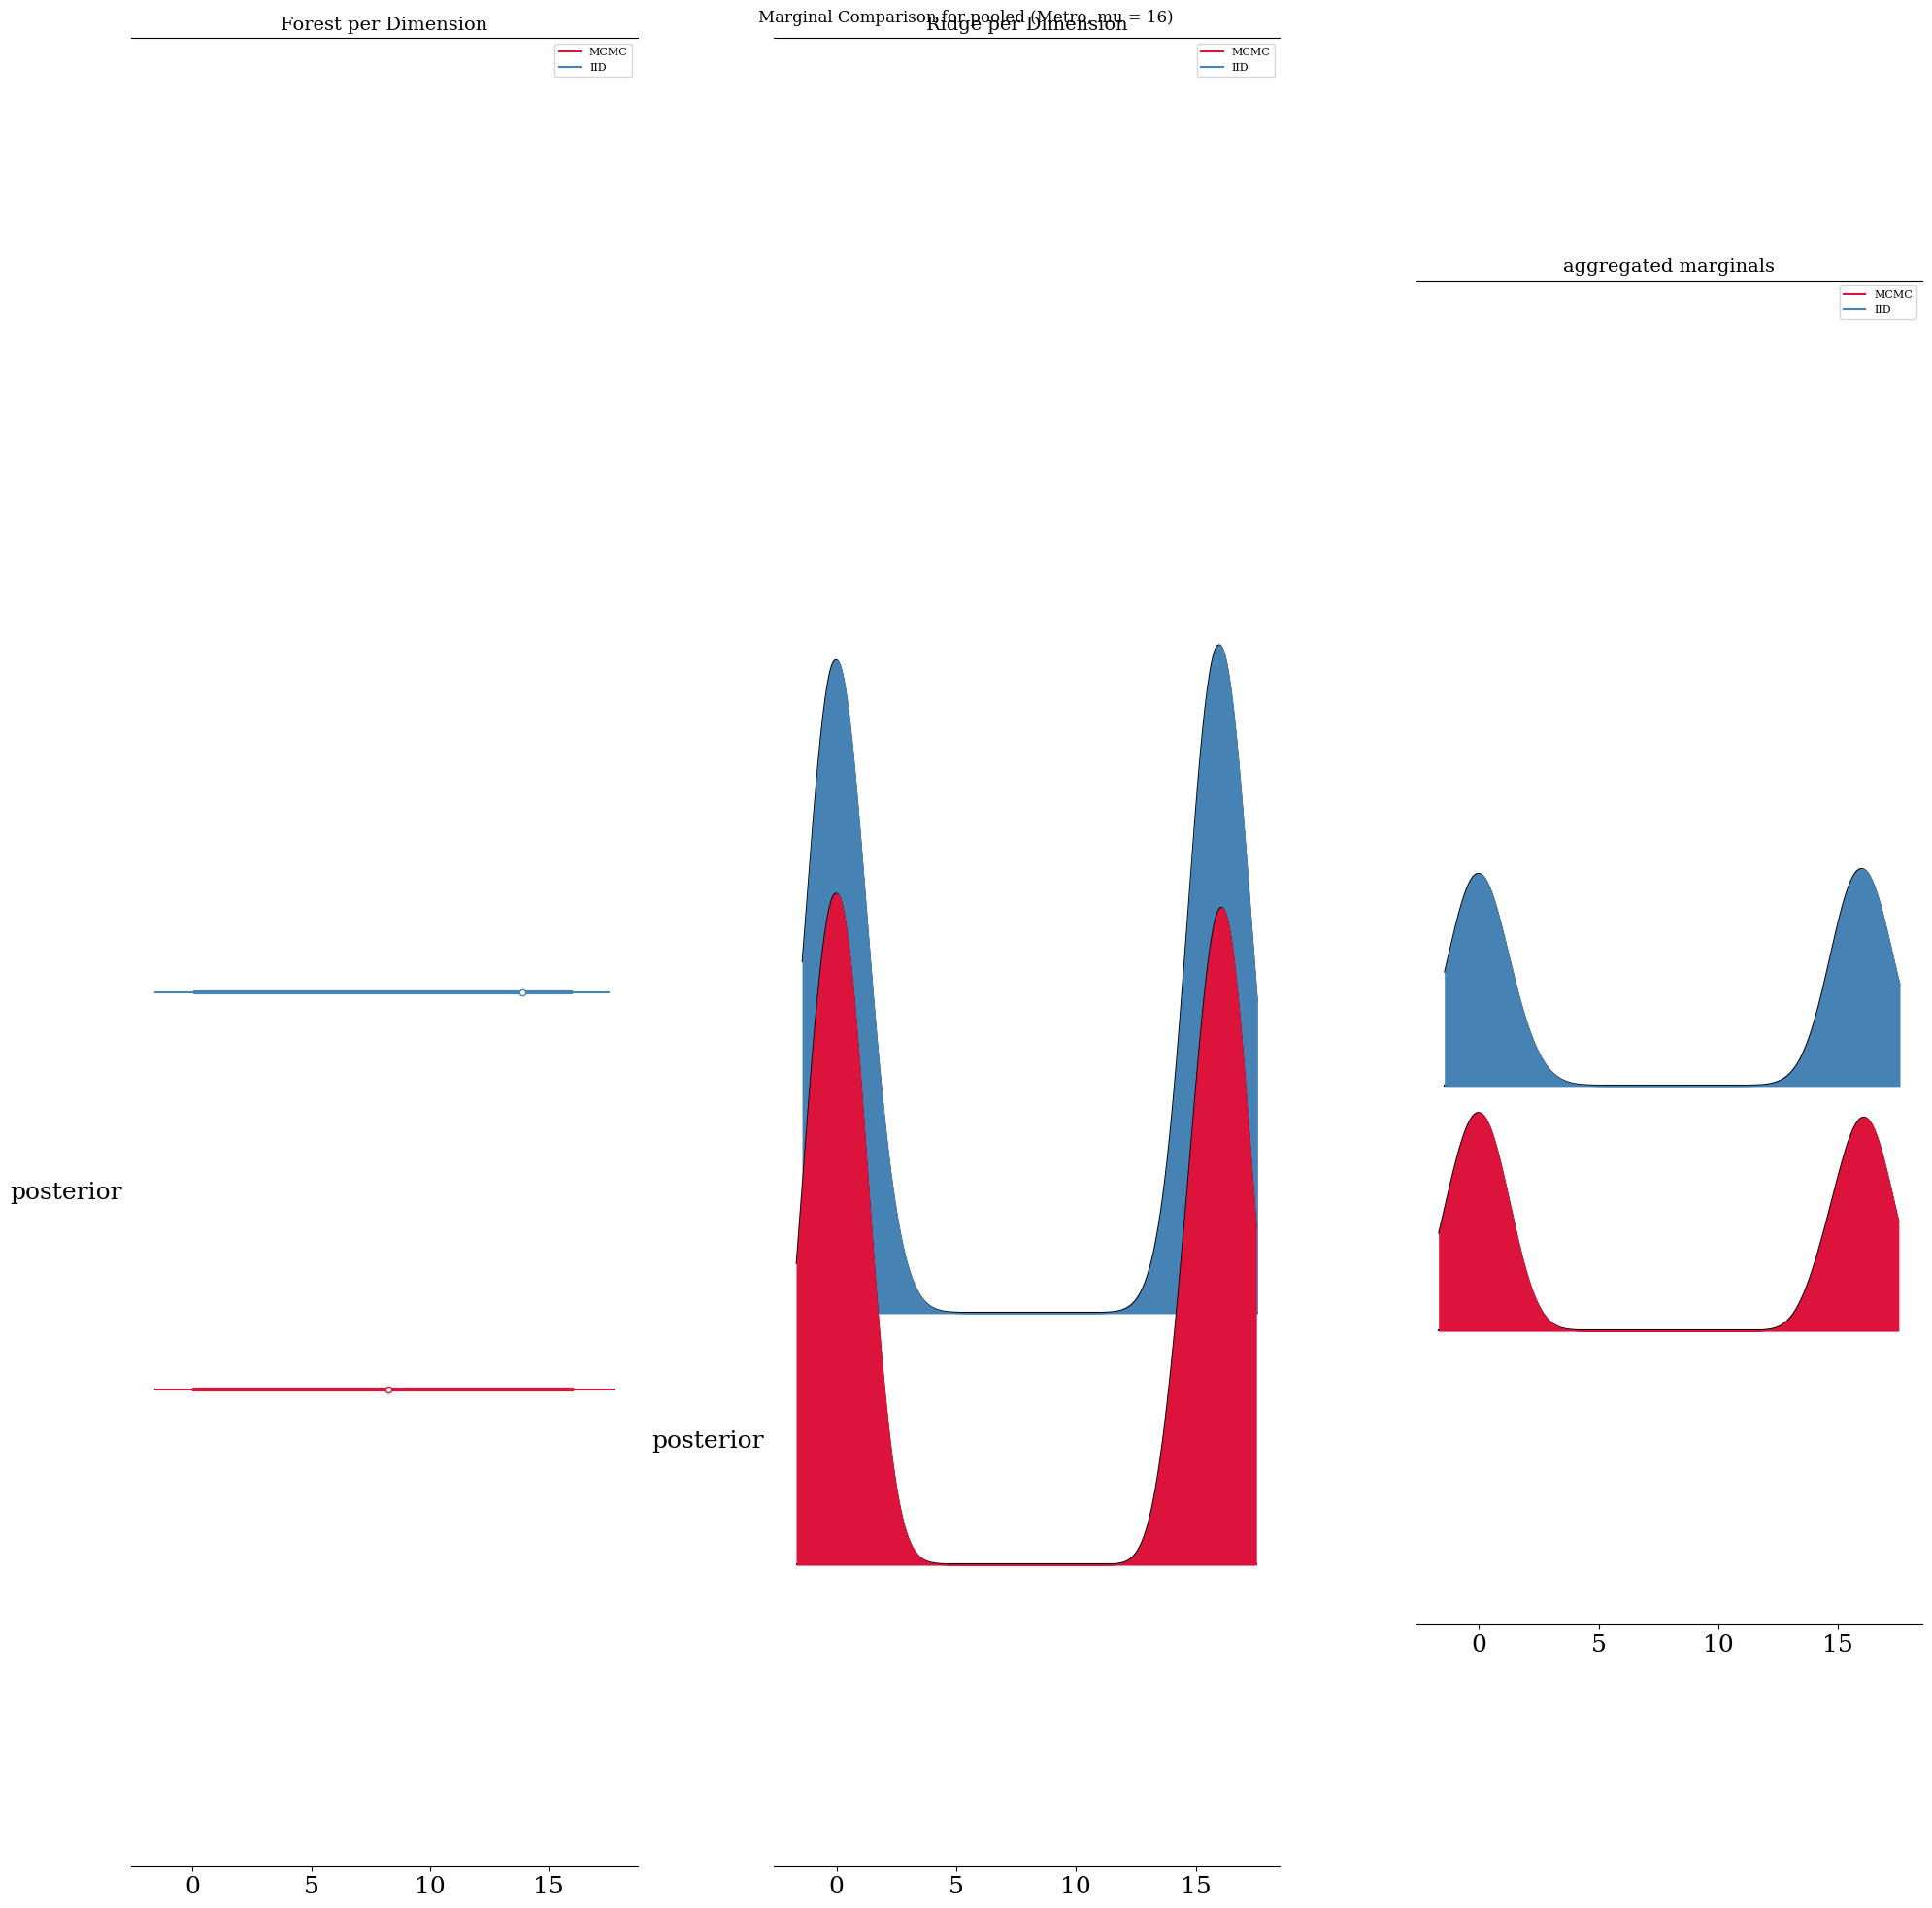 Marginal Comparison for pooled (Metro, mu = 16)
Forest per Dimension
MCMC
IID
posterior
0 5 10 15
Ridge per Dimension
MCMC
IID
posterior
0 5 10 15
aggregated marginals
MCMC
IID
0 5 10 15